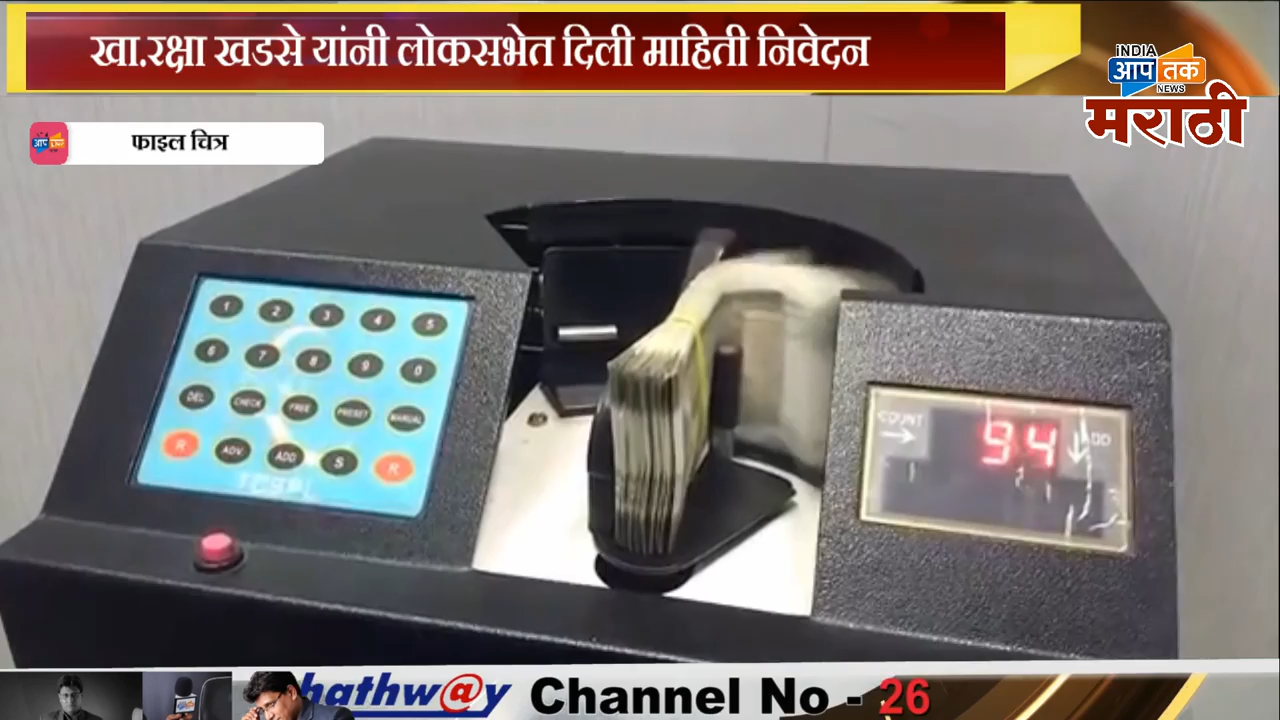 खा.रक्षा खडसे यांनी लोकसभेत दिली माहिती निवेदन
INDIA
आप तक
NEWS
मराठी
फाइल चित्र
1 2 3 4 5
6 7 8 9 0
DEL CHECK FREE PRESET MANUAL
R ADV. ADD S R
COUNT
94
hathw@y Channel No - 26